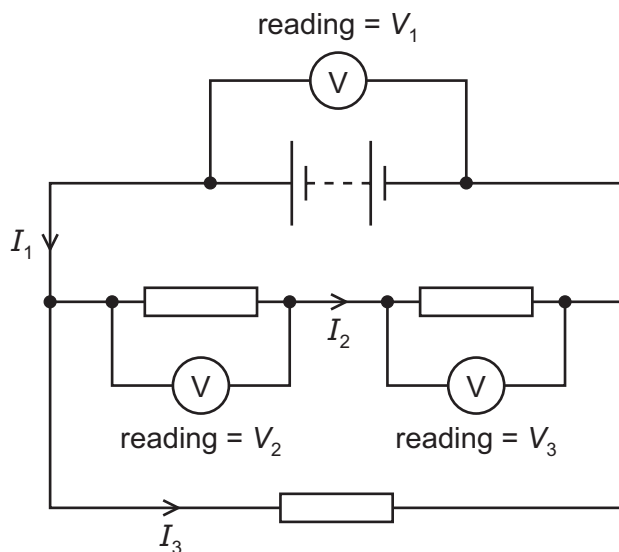 reading = V₁
V
I₁
I₂
V
V
reading = V₂
reading = V₃
I₃